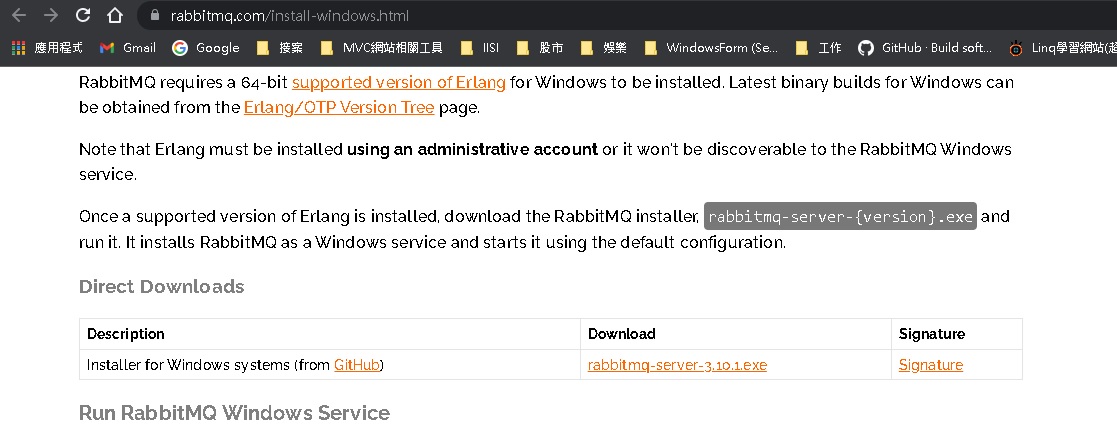 rabbitmq.com/install-windows.html
應用程式 Gmail Google 接案 MVC網站相關工具 IISI 股市 娛樂 WindowsForm (Se... 工作 GitHub · Build soft... Linq學習網站(超
RabbitMQ requires a 64-bit supported version of Erlang for Windows to be installed. Latest binary builds for Windows can
be obtained from the Erlang/OTP Version Tree page.
Note that Erlang must be installed using an administrative account or it won't be discoverable to the RabbitMQ Windows
service.
Once a supported version of Erlang is installed, download the RabbitMQ installer, rabbitmq-server-{version}.exe and
run it. It installs RabbitMQ as a Windows service and starts it using the default configuration.
Direct Downloads
Description Download Signature
Installer for Windows systems (from GitHub) rabbitmq-server-3.10.1.exe Signature
Run RabbitMQ Windows Service